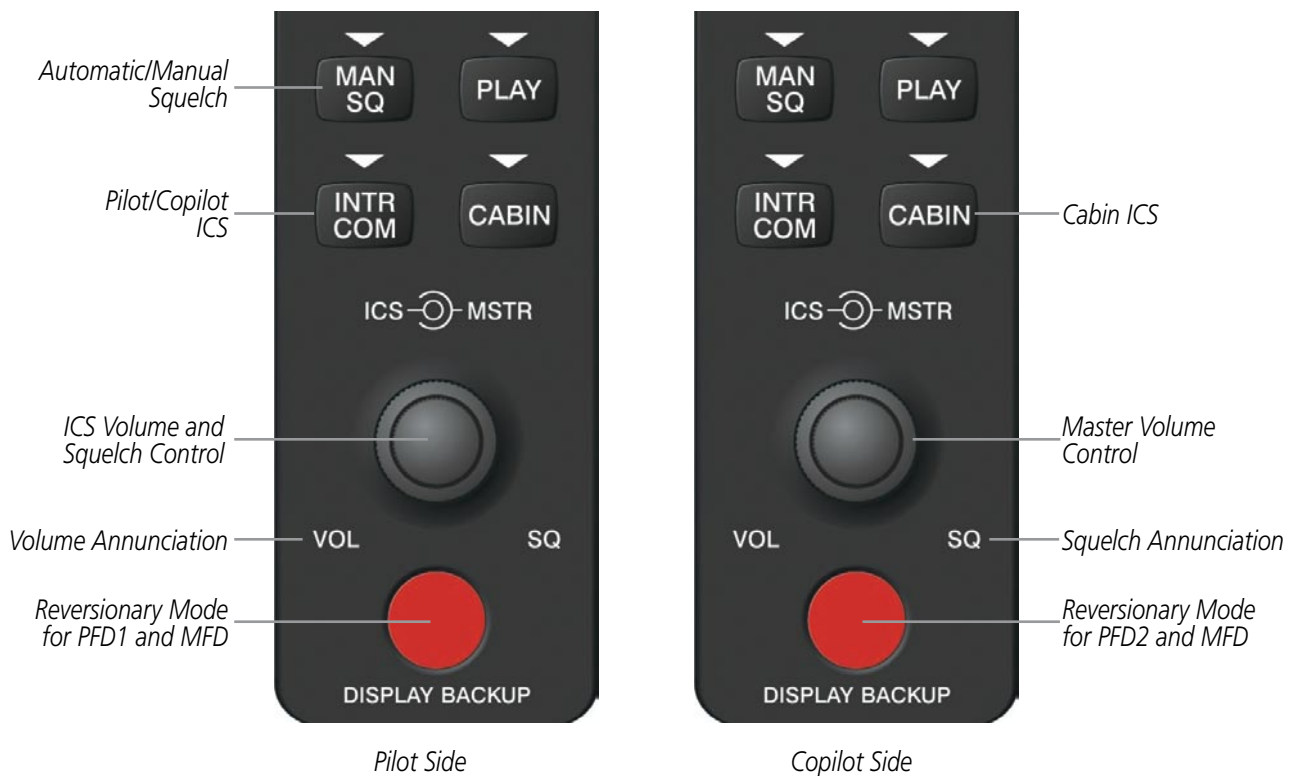 Automatic/Manual
Squelch
MAN
SQ
PLAY
MAN
SQ
PLAY
Pilot/Copilot
ICS
INTR
COM
CABIN
INTR
COM
CABIN
Cabin ICS
ICS MSTR
ICS MSTR
ICS Volume and
Squelch Control
Master Volume
Control
Volume Annunciation
VOL
SQ
VOL
SQ
Squelch Annunciation
Reversionary Mode
for PFD1 and MFD
Reversionary Mode
for PFD2 and MFD
DISPLAY BACKUP
DISPLAY BACKUP
Pilot Side
Copilot Side